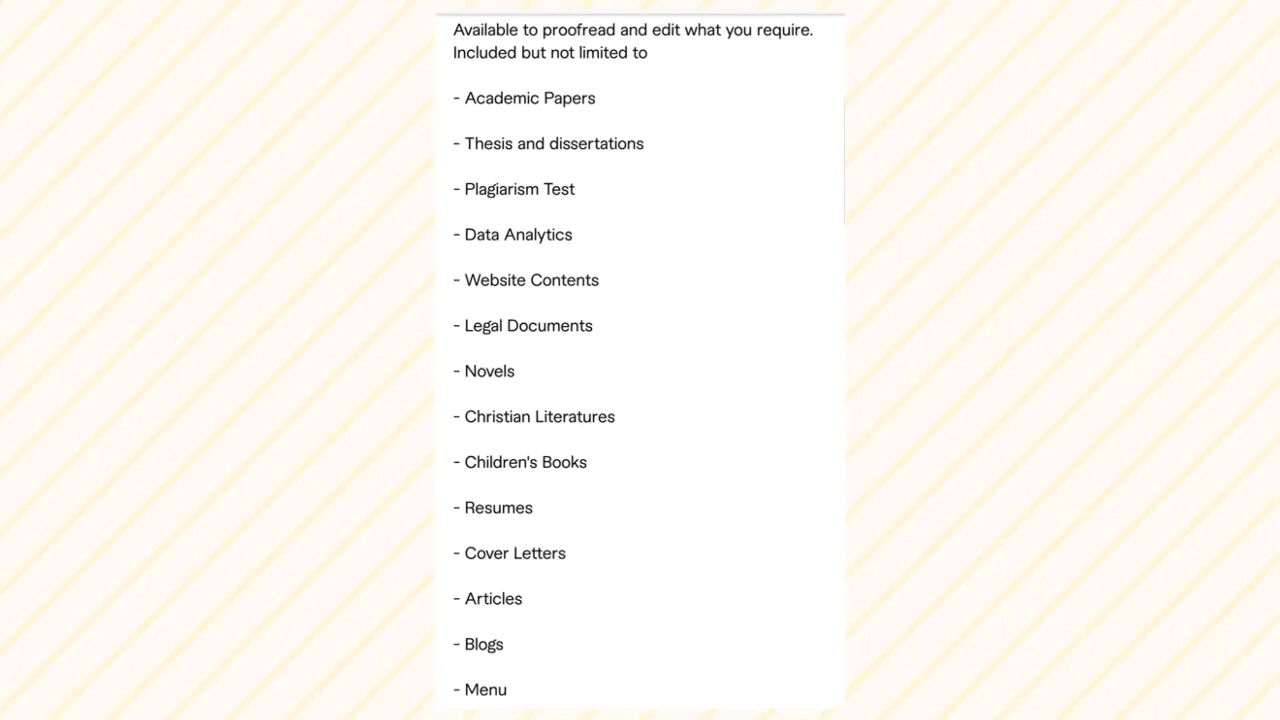 Available to proofread and edit what you require.
Included but not limited to
- Academic Papers
- Thesis and dissertations
- Plagiarism Test
- Data Analytics
- Website Contents
- Legal Documents
- Novels
- Christian Literatures
- Children's Books
- Resumes
- Cover Letters
- Articles
- Blogs
- Menu